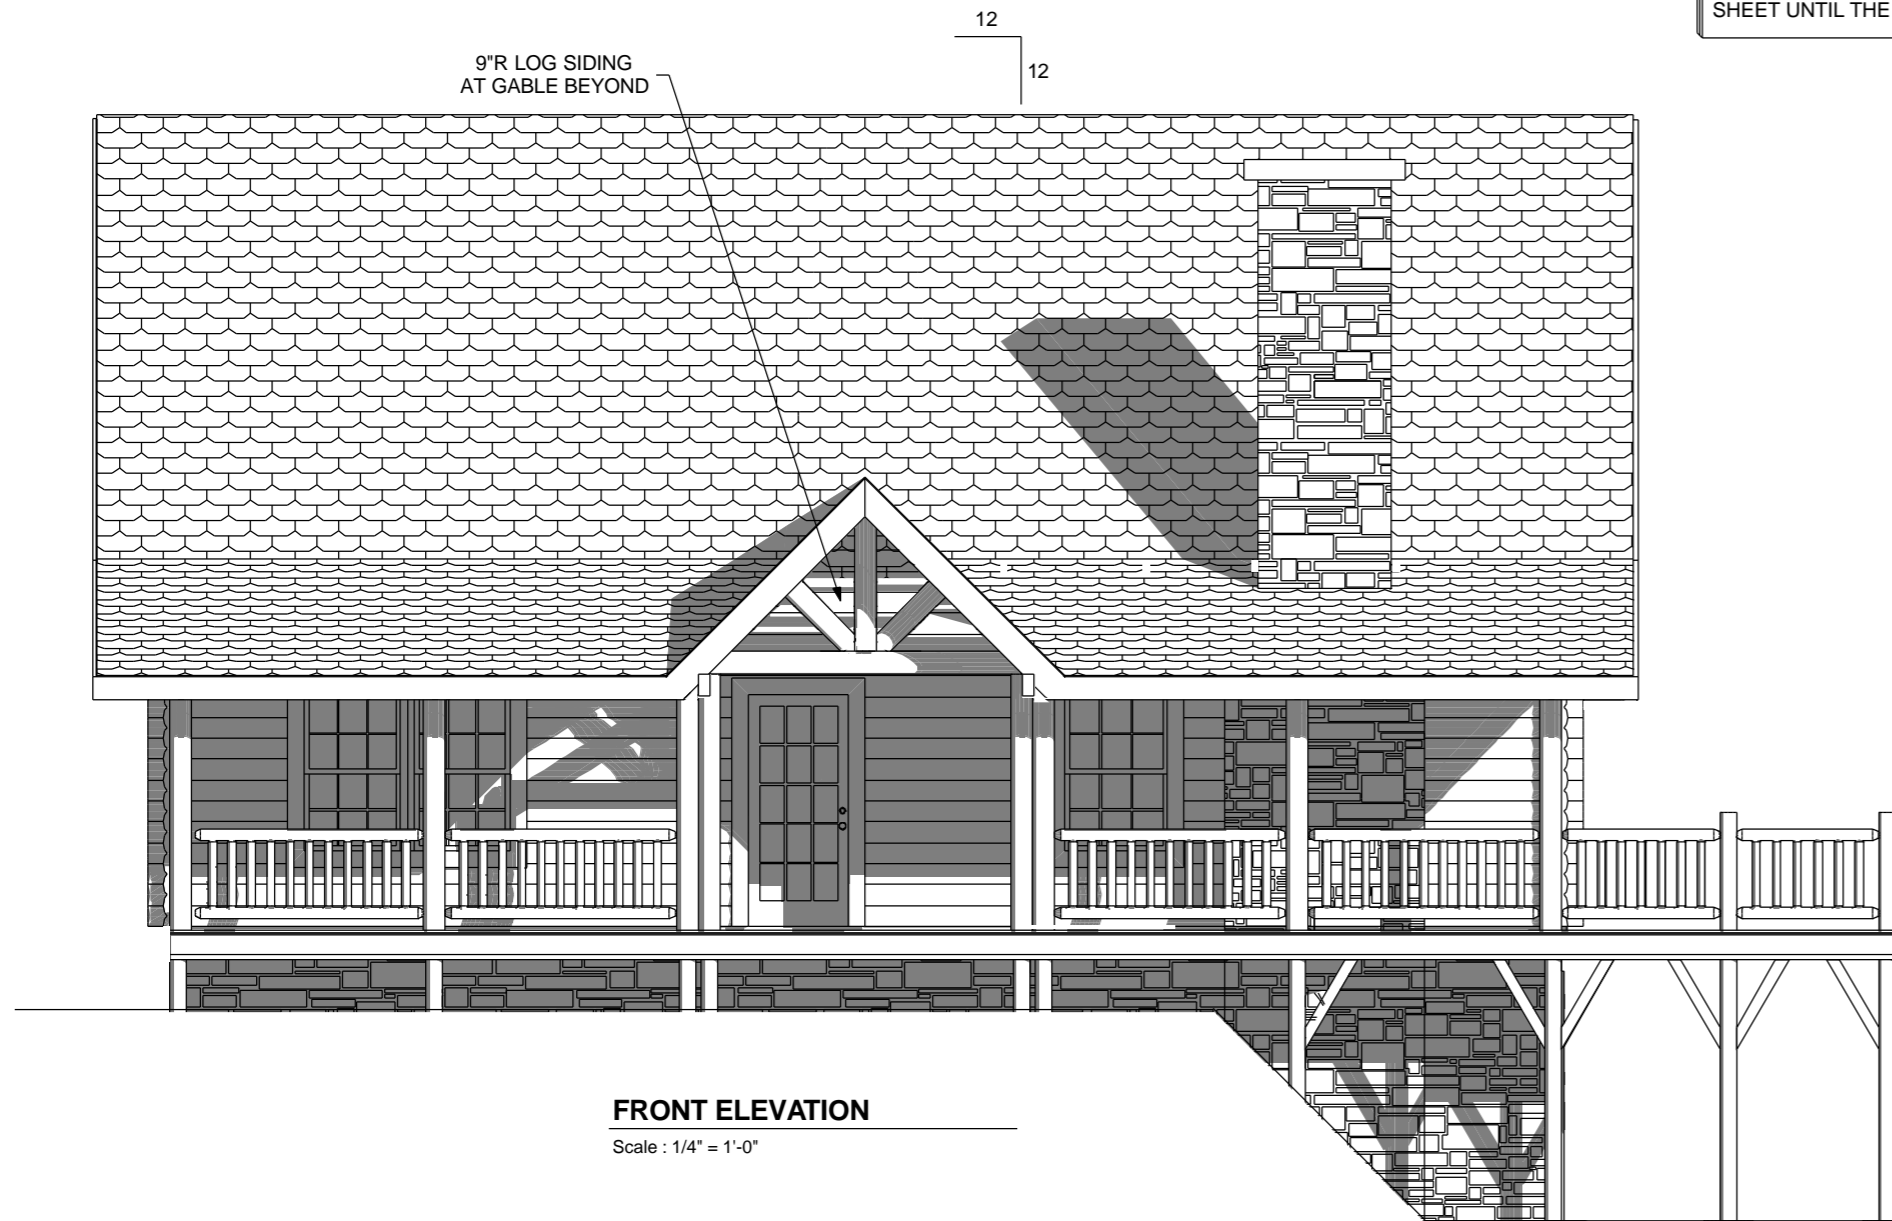 SHEET UNTIL THE
12
12
9"R LOG SIDING
AT GABLE BEYOND
FRONT ELEVATION
Scale : 1/4" = 1'-0"